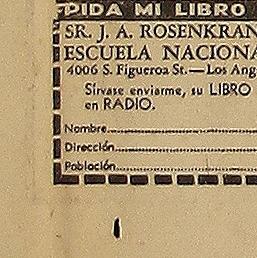 PIDA MI LIBRO
SR. J. A. ROSENKRAN
ESCUELA NACIONA
4006 S. Figueroa St.—Los Ang
Sírvase enviarme, su LIBRO
en RADIO.
Nombre
Dirección
Población